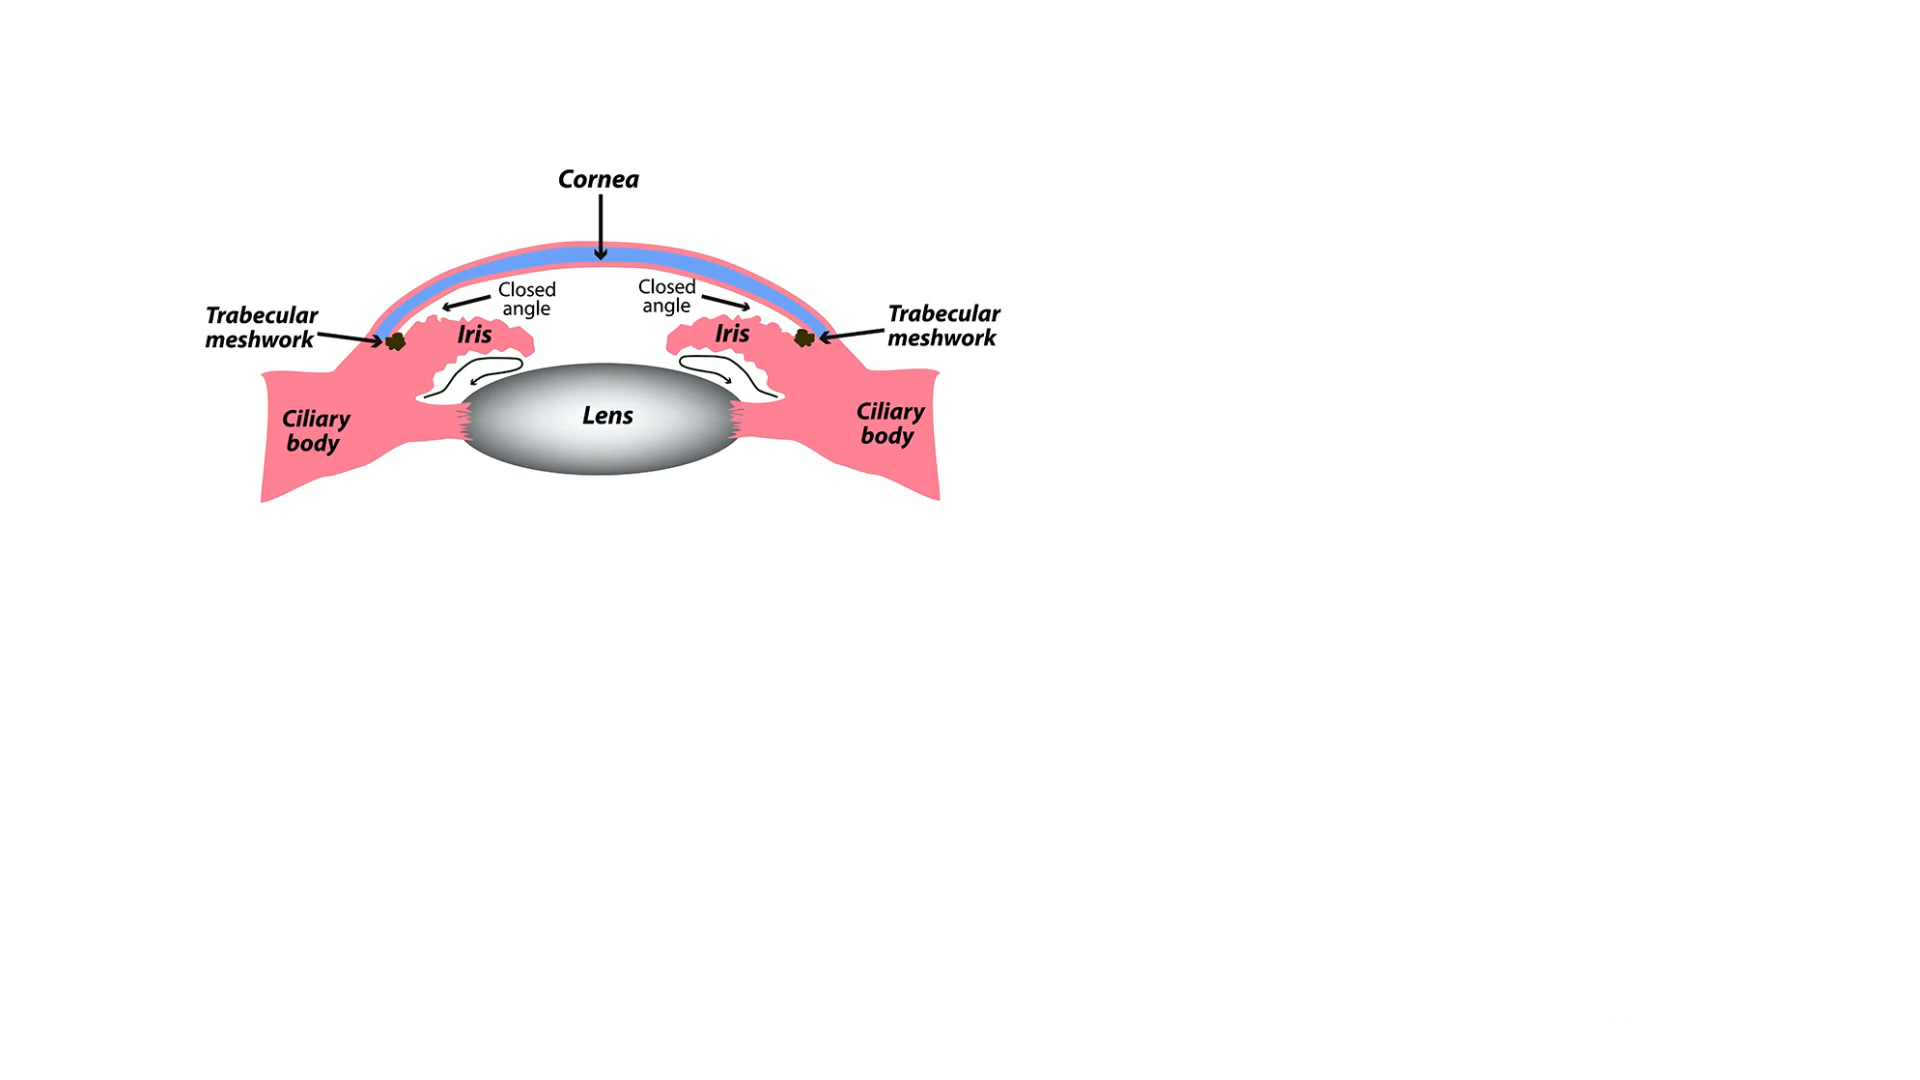 Cornea
Closed
angle
Closed
angle
Trabecular
meshwork
Iris
Iris
Trabecular
meshwork
Ciliary
body
Lens
Ciliary
body